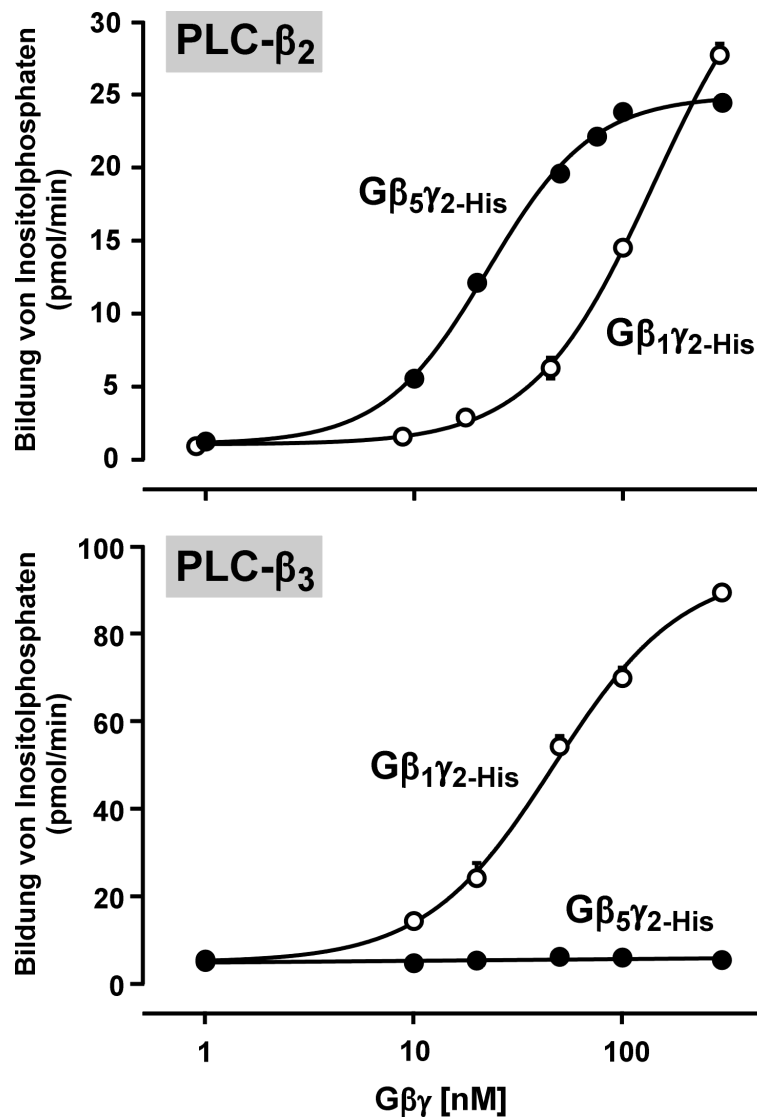 PLC-β2
Bildung von Inositolphosphaten
(pmol/min)
30
25
20
15
10
5
0
Gβ5γ2-His
Gβ1γ2-His
PLC-β3
Bildung von Inositolphosphaten
(pmol/min)
100
80
60
40
20
0
Gβ1γ2-His
Gβ5γ2-His
1 10 100
Gβγ [nM]